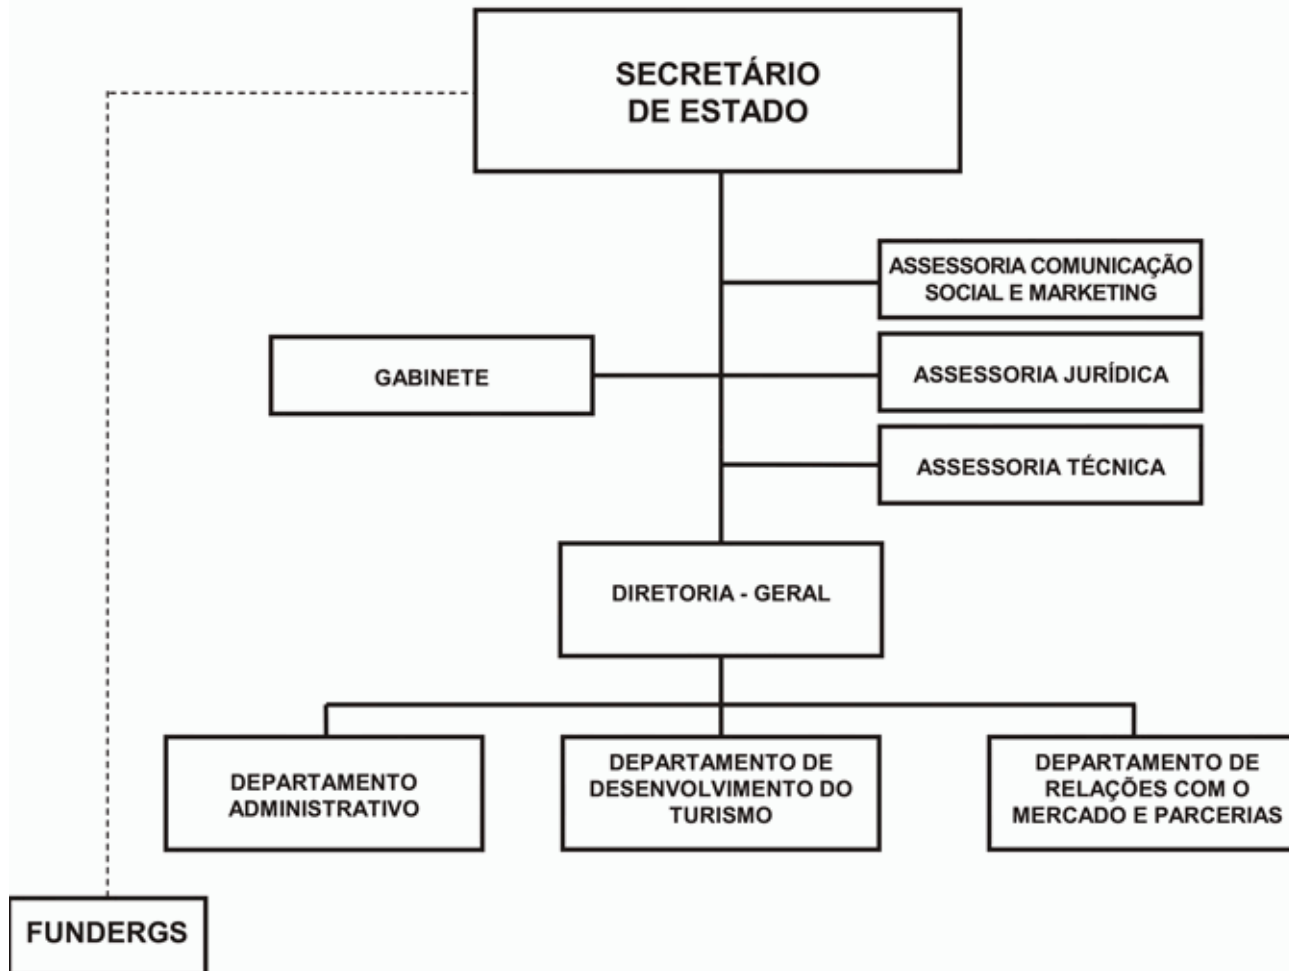 SECRETÁRIO
DE ESTADO
ASSESSORIA COMUNICAÇÃO
SOCIAL E MARKETING
GABINETE
ASSESSORIA JURÍDICA
ASSESSORIA TÉCNICA
DIRETORIA - GERAL
DEPARTAMENTO
ADMINISTRATIVO
DEPARTAMENTO DE
DESENVOLVIMENTO DO
TURISMO
DEPARTAMENTO DE
RELAÇÕES COM O
MERCADO E PARCERIAS
FUNDERGS